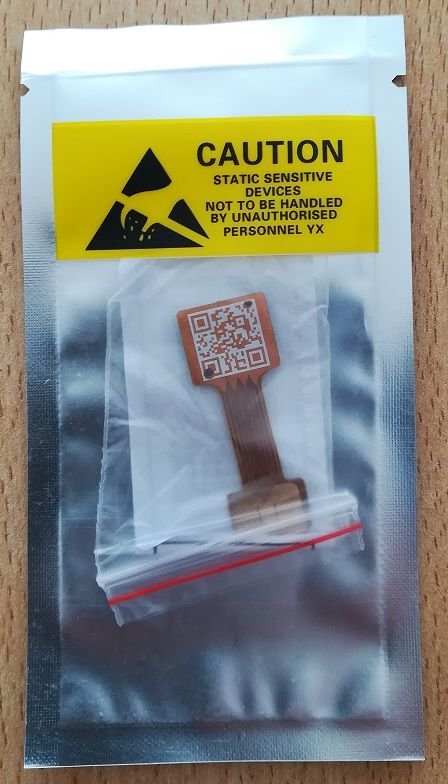 CAUTION
STATIC SENSITIVE
DEVICES
NOT TO BE HANDLED
BY UNAUTHORISED
PERSONNEL YX